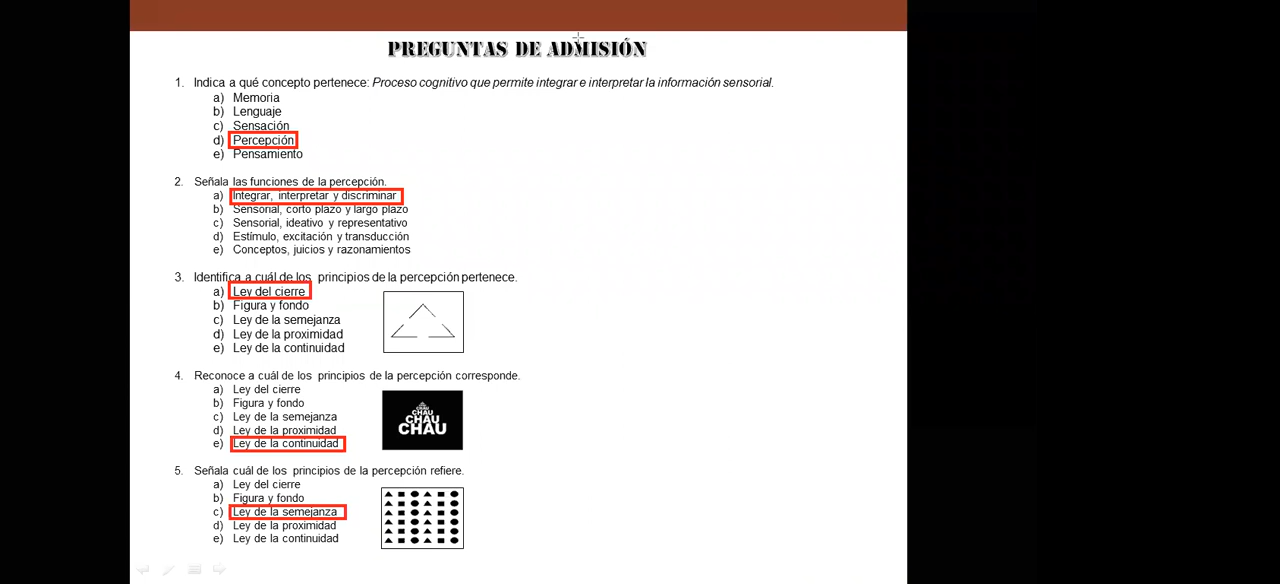 PREGUNTAS DE ADMISIÓN
1. Indica a qué concepto pertenece: Proceso cognitivo que permite integrar e interpretar la información sensorial.
a) Memoria
b) Lenguaje
c) Sensación
d) Percepción
e) Pensamiento
2. Señala las funciones de la percepción.
a) Integrar, interpretar y discriminar
b) Sensorial, corto plazo y largo plazo
c) Sensorial, ideativo y representativo
d) Estímulo, excitación y transducción
e) Conceptos, juicios y razonamientos
3. Identifica a cuál de los principios de la percepción pertenece.
a) Ley del cierre
b) Figura y fondo
c) Ley de la semejanza
d) Ley de la proximidad
e) Ley de la continuidad
4. Reconoce a cuál de los principios de la percepción corresponde.
a) Ley del cierre
b) Figura y fondo
c) Ley de la semejanza
d) Ley de la proximidad
e) Ley de la continuidad
CHAU
CHAU
CHAU
CHAU
5. Señala cuál de los principios de la percepción refiere.
a) Ley del cierre
b) Figura y fondo
c) Ley de la semejanza
d) Ley de la proximidad
e) Ley de la continuidad